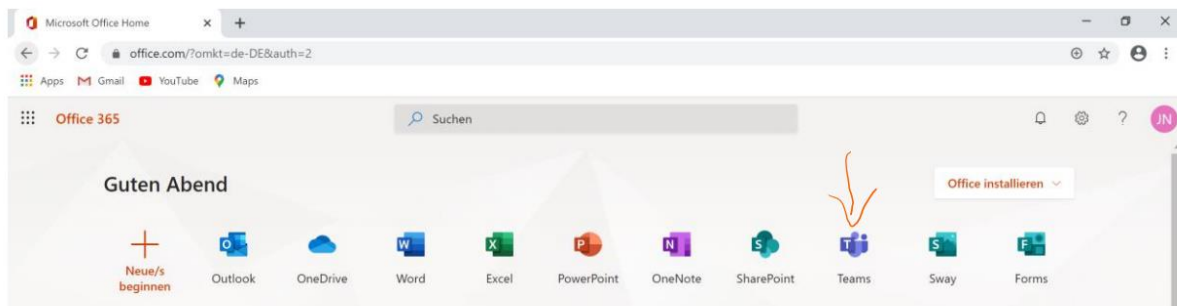 Microsoft Office Home
office.com/?omkt=de-DE&auth=2
Apps Gmail YouTube Maps
Office 365 Suchen ? JN
Guten Abend Office installieren
Neue/s beginnen
Outlook OneDrive Word Excel PowerPoint OneNote SharePoint Teams Sway Forms